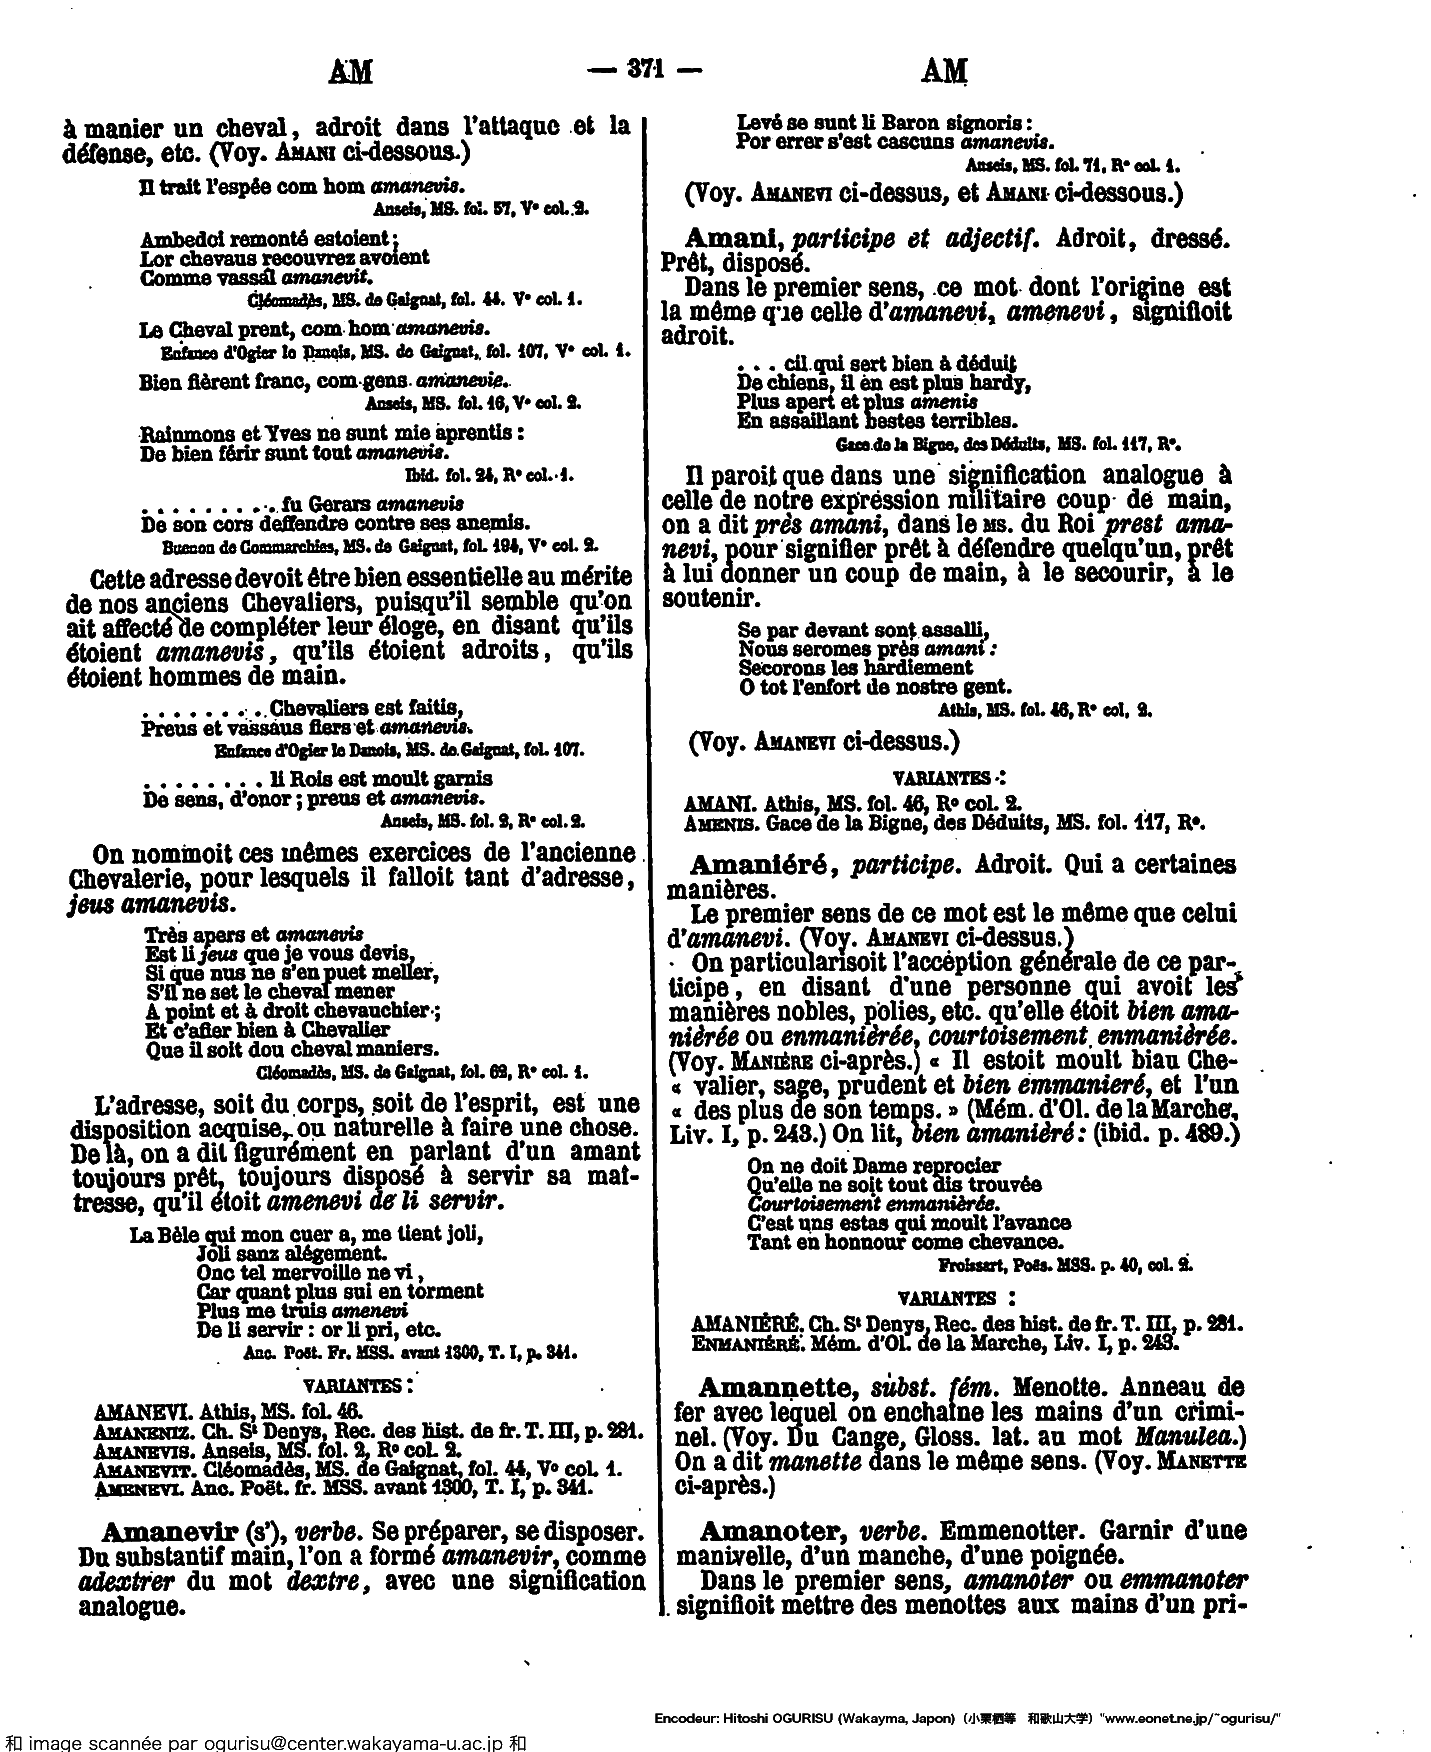 AM — 371 — AM
à manier un cheval, adroit dans l'attaque et la
défense, etc. (Voy. AMANI ci-dessous.)
Il trait l'espée com hom amanevis.
Anseis, MS. fol. 57, Vº col. 2.
Ambedoi remonté estoient ;
Lor chevaus recouvrez avoient
Comme vassal amanevit.
Cléomadès, MS. de Gaignat, fol. 44. Vº col. 1.
Le Cheval prent, com hom amanevis.
Enfance d'Ogier le Danois, MS. de Gaignat, fol. 107, Vº col. 1.
Bien fièrent franc, com gens amanevie.
Anseis, MS. fol. 16, Vº col. 2.
Rainmons et Yves ne sunt mie aprentis :
De bien férir sunt tout amanevis.
Ibid. fol. 24, Rº col. 1.
. . . . . . . . . . fu Gerars amanevis
De son cors deffendre contre ses anemis.
Buenon de Commarchies, MS. de Gaignat, fol. 194, Vº col. 2.
Cette adresse devoit être bien essentielle au mérite
de nos anciens Chevaliers, puisqu'il semble qu'on
ait affecté de compléter leur éloge, en disant qu'ils
étoient amanevis, qu'ils étoient adroits, qu'ils
étoient hommes de main.
. . . . . . . . . Chevaliers est faitis,
Preus et vassaus fiers et amanevis.
Enfance d'Ogier le Danois, MS. de Gaignat, fol. 107.
. . . . . . . . li Rois est moult garnis
De sens, d'onor ; preus et amanevis.
Anseis, MS. fol. 2, Rº col. 2.
On nommoit ces mêmes exercices de l'ancienne
Chevalerie, pour lesquels il falloit tant d'adresse,
jeus amanevis.
Très apers et amanevis
Est li jeus que je vous devis,
Si que nus ne s'en puet meller,
S'il ne set le cheval mener
A point et à droit chevauchier ;
Et c'afier bien à Chevalier
Que il soit dou cheval maniers.
Cléomadès, MS. de Gaignat, fol. 62, Rº col. 1.
L'adresse, soit du corps, soit de l'esprit, est une
disposition acquise, ou naturelle à faire une chose.
De là, on a dit figurément en parlant d'un amant
toujours prêt, toujours disposé à servir sa maî-
tresse, qu'il étoit amenevi de li servir.
La Bèle qui mon cuer a, me tient joli,
Joli sanz alégement.
Onc tel mervoille ne vi,
Car quant plus sui en torment
Plus me truis amenevi
De li servir : or li pri, etc.
Anc. Poët. Fr. MSS. avant 1300, T. I, p. 341.
VARIANTES :
AMANEVI. Athis, MS. fol. 46.
AMANENIZ. Ch. St Denys, Rec. des hist. de fr. T. III, p. 281.
AMANEVIS. Anseis, MS. fol. 2, Rº col. 2.
AMANEVIT. Cléomadès, MS. de Gaignat, fol. 44, Vº col. 1.
AMENEVI. Anc. Poët. fr. MSS. avant 1300, T. I, p. 341.
Amanevir (s'), verbe. Se préparer, se disposer.
Du substantif main, l'on a formé amanevir, comme
adextrer du mot dextre, avec une signification
analogue.
Levé se sunt li Baron signoris :
Por errer s'est cascuns amanevis.
Anseis, MS. fol. 71, Rº col. 1.
(Voy. AMANEVI ci-dessus, et AMANI ci-dessous.)
Amani, participe et adjectif. Adroit, dressé.
Prêt, disposé.
Dans le premier sens, ce mot dont l'origine est
la même que celle d'amanevi, amenevi, signifioit
adroit.
. . . cil qui sert bien à déduit
De chiens, il en est plus hardy,
Plus apert et plus amenis
En assaillant bestes terribles.
Gace de la Bigne, des Déduits, MS. fol. 117, Rº.
Il paroit que dans une signification analogue à
celle de notre expression militaire coup de main,
on a dit près amani, dans le MS. du Roi prest ama-
nevi, pour signifier prêt à défendre quelqu'un, prêt
à lui donner un coup de main, à le secourir, à le
soutenir.
Se par devant sont assalli,
Nous seromes près amani :
Secorons les hardiement
O tot l'enfort de nostre gent.
Athis, MS. fol. 46, Rº col. 2.
(Voy. AMANEVI ci-dessus.)
VARIANTES :
AMANI. Athis, MS. fol. 46, Rº col. 2.
AMENIS. Gace de la Bigne, des Déduits, MS. fol. 117, Rº.
Amaniéré, participe. Adroit. Qui a certaines
manières.
Le premier sens de ce mot est le même que celui
d'amanevi. (Voy. AMANEVI ci-dessus.)
On particularisoit l'acception générale de ce par-
ticipe, en disant d'une personne qui avoit les
manières nobles, polies, etc. qu'elle étoit bien ama-
nièrée ou enmanièrée, courtoisement enmanièrée.
(Voy. MANIÈRE ci-après.) « Il estoit moult biau Che-
« valier, sage, prudent et bien emmanieré, et l'un
« des plus de son temps. » (Mém. d'Ol. de la Marche,
Liv. I, p. 243.) On lit, bien amanièré : (ibid. p. 489.)
On ne doit Dame reprocier
Qu'elle ne soit tout dis trouvée
Courtoisement enmanièrée.
C'est uns estas qui moult l'avance
Tant en honnour come chevance.
Froissart, Poës. MSS. p. 40, col. 2.
VARIANTES :
AMANIÈRÉ. Ch. St Denys, Rec. des hist. de fr. T. III, p. 281.
ENMANIÉRÉ. Mém. d'Ol. de la Marche, Liv. I, p. 243.
Amannette, subst. fém. Menotte. Anneau de
fer avec lequel on enchaîne les mains d'un crimi-
nel. (Voy. Du Cange, Gloss. lat. au mot Manulea.)
On a dit manette dans le même sens. (Voy. MANETTE
ci-après.)
Amanoter, verbe. Emmenotter. Garnir d'une
manivelle, d'un manche, d'une poignée.
Dans le premier sens, amanoter ou emmanoter
signifioit mettre des menottes aux mains d'un pri-
Encodeur: Hitoshi OGURISU (Wakayma, Japon)（小栗栖等 和歌山大学）"www.eonet.ne.jp/~ogurisu/"
和 image scannée par ogurisu@center.wakayama-u.ac.jp 和